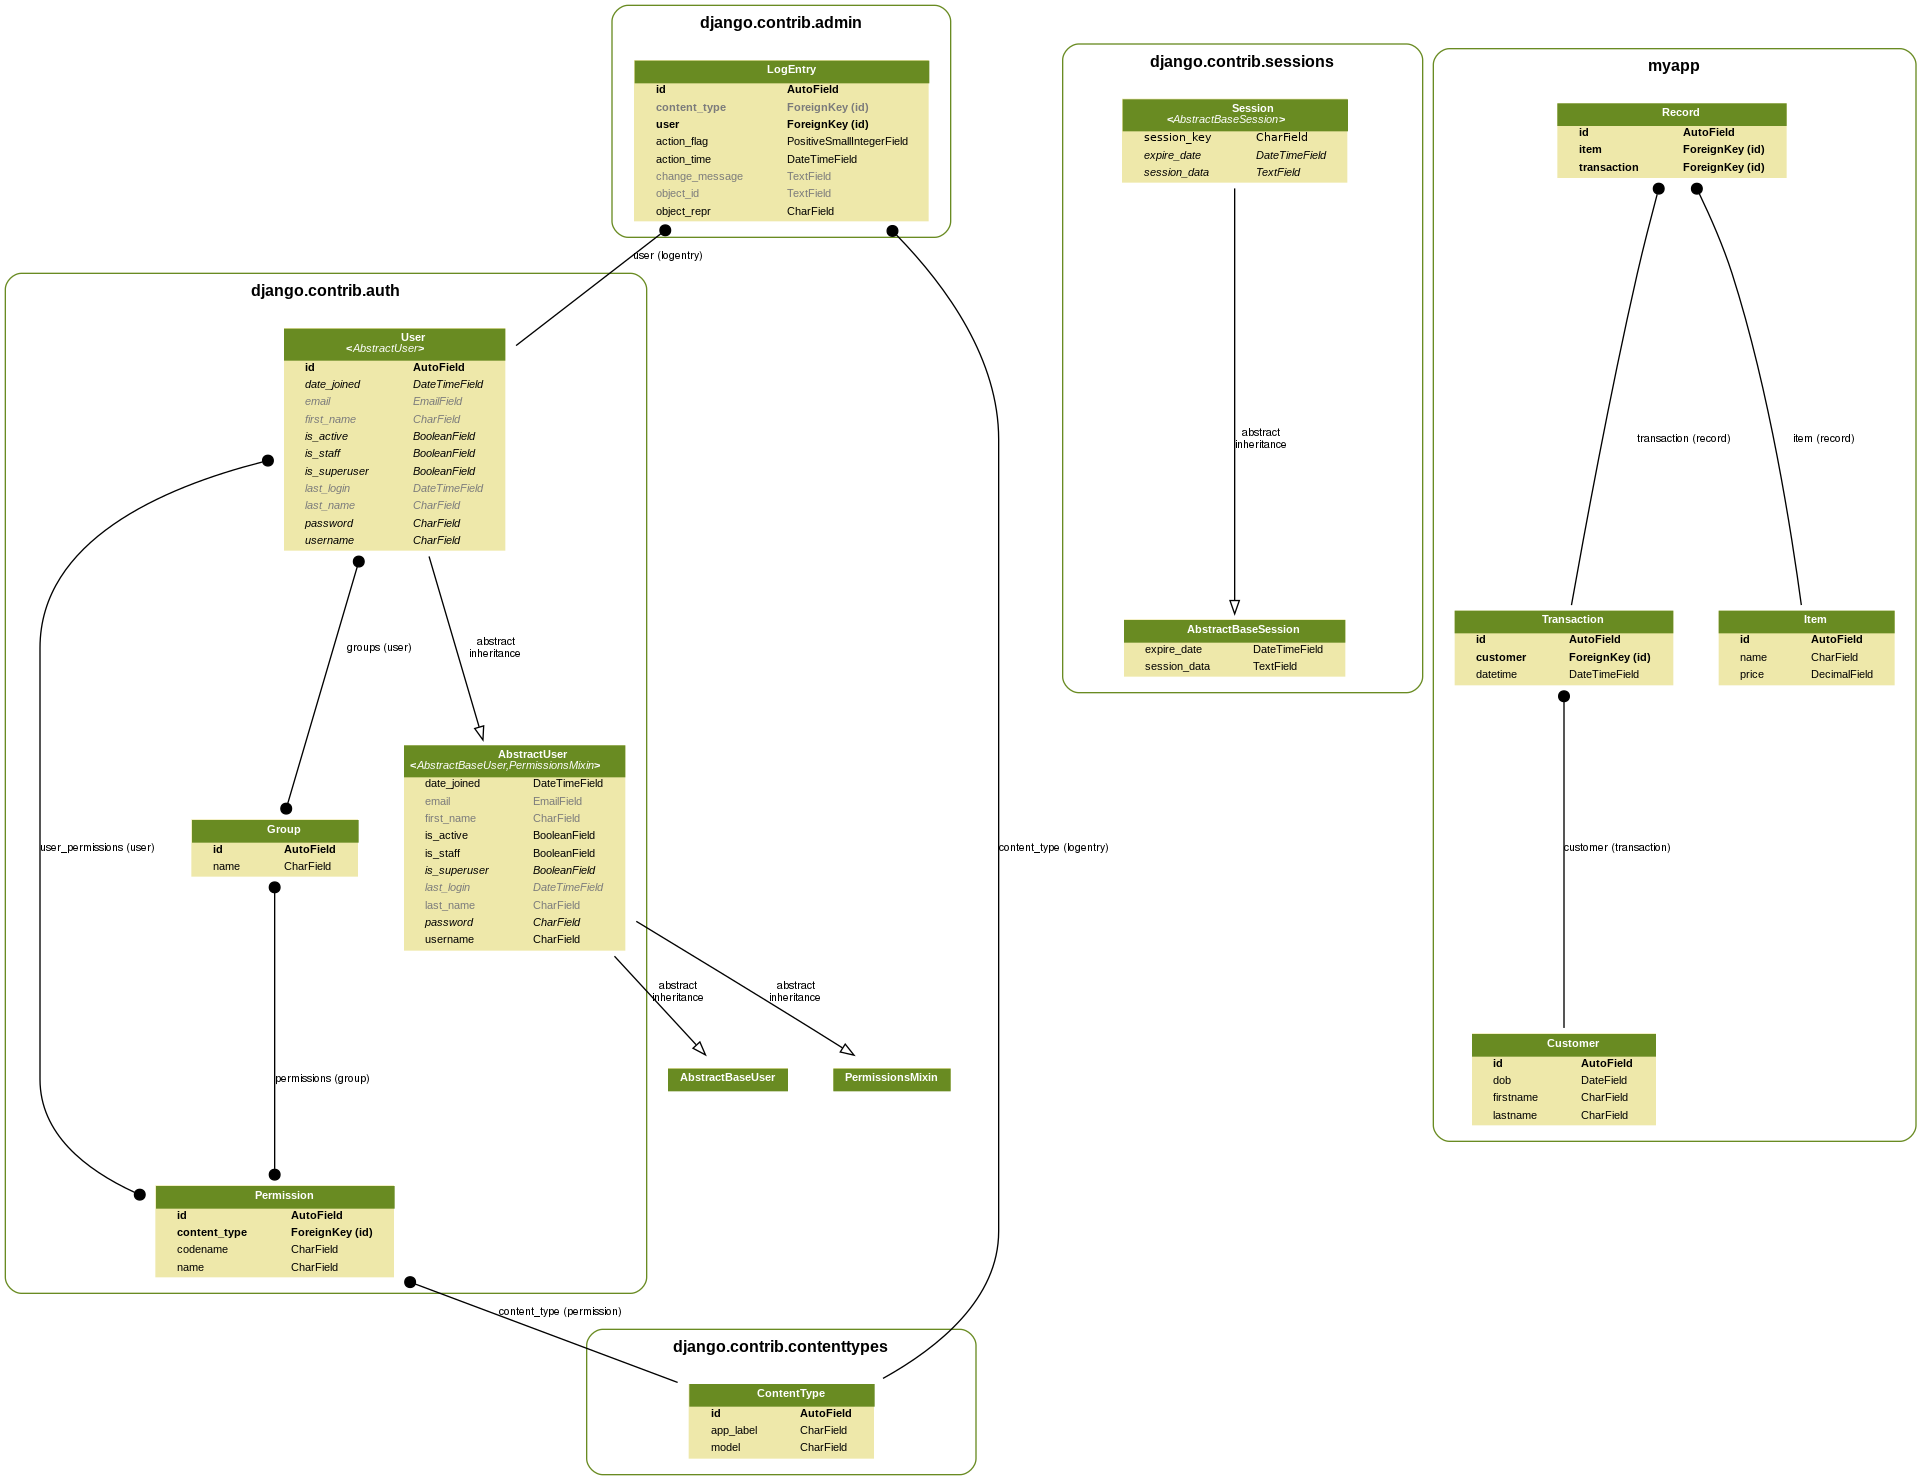 django.contrib.admin
LogEntry
id AutoField
content_type ForeignKey (id)
user ForeignKey (id)
action_flag PositiveSmallIntegerField
action_time DateTimeField
change_message TextField
object_id TextField
object_repr CharField
user (logentry)
django.contrib.auth
User
<AbstractUser>
id AutoField
date_joined DateTimeField
email EmailField
first_name CharField
is_active BooleanField
is_staff BooleanField
is_superuser BooleanField
last_login DateTimeField
last_name CharField
password CharField
username CharField
groups (user)
abstract
inheritance
AbstractUser
<AbstractBaseUser,PermissionsMixin>
date_joined DateTimeField
email EmailField
first_name CharField
is_active BooleanField
is_staff BooleanField
is_superuser BooleanField
last_login DateTimeField
last_name CharField
password CharField
username CharField
user_permissions (user)
Group
id AutoField
name CharField
permissions (group)
abstract
inheritance
abstract
inheritance
AbstractBaseUser
PermissionsMixin
Permission
id AutoField
content_type ForeignKey (id)
codename CharField
name CharField
content_type (permission)
content_type (logentry)
django.contrib.contenttypes
ContentType
id AutoField
app_label CharField
model CharField
django.contrib.sessions
Session
<AbstractBaseSession>
session_key CharField
expire_date DateTimeField
session_data TextField
abstract
inheritance
AbstractBaseSession
expire_date DateTimeField
session_data TextField
myapp
Record
id AutoField
item ForeignKey (id)
transaction ForeignKey (id)
transaction (record)
item (record)
Transaction
id AutoField
customer ForeignKey (id)
datetime DateTimeField
Item
id AutoField
name CharField
price DecimalField
customer (transaction)
Customer
id AutoField
dob DateField
firstname CharField
lastname CharField